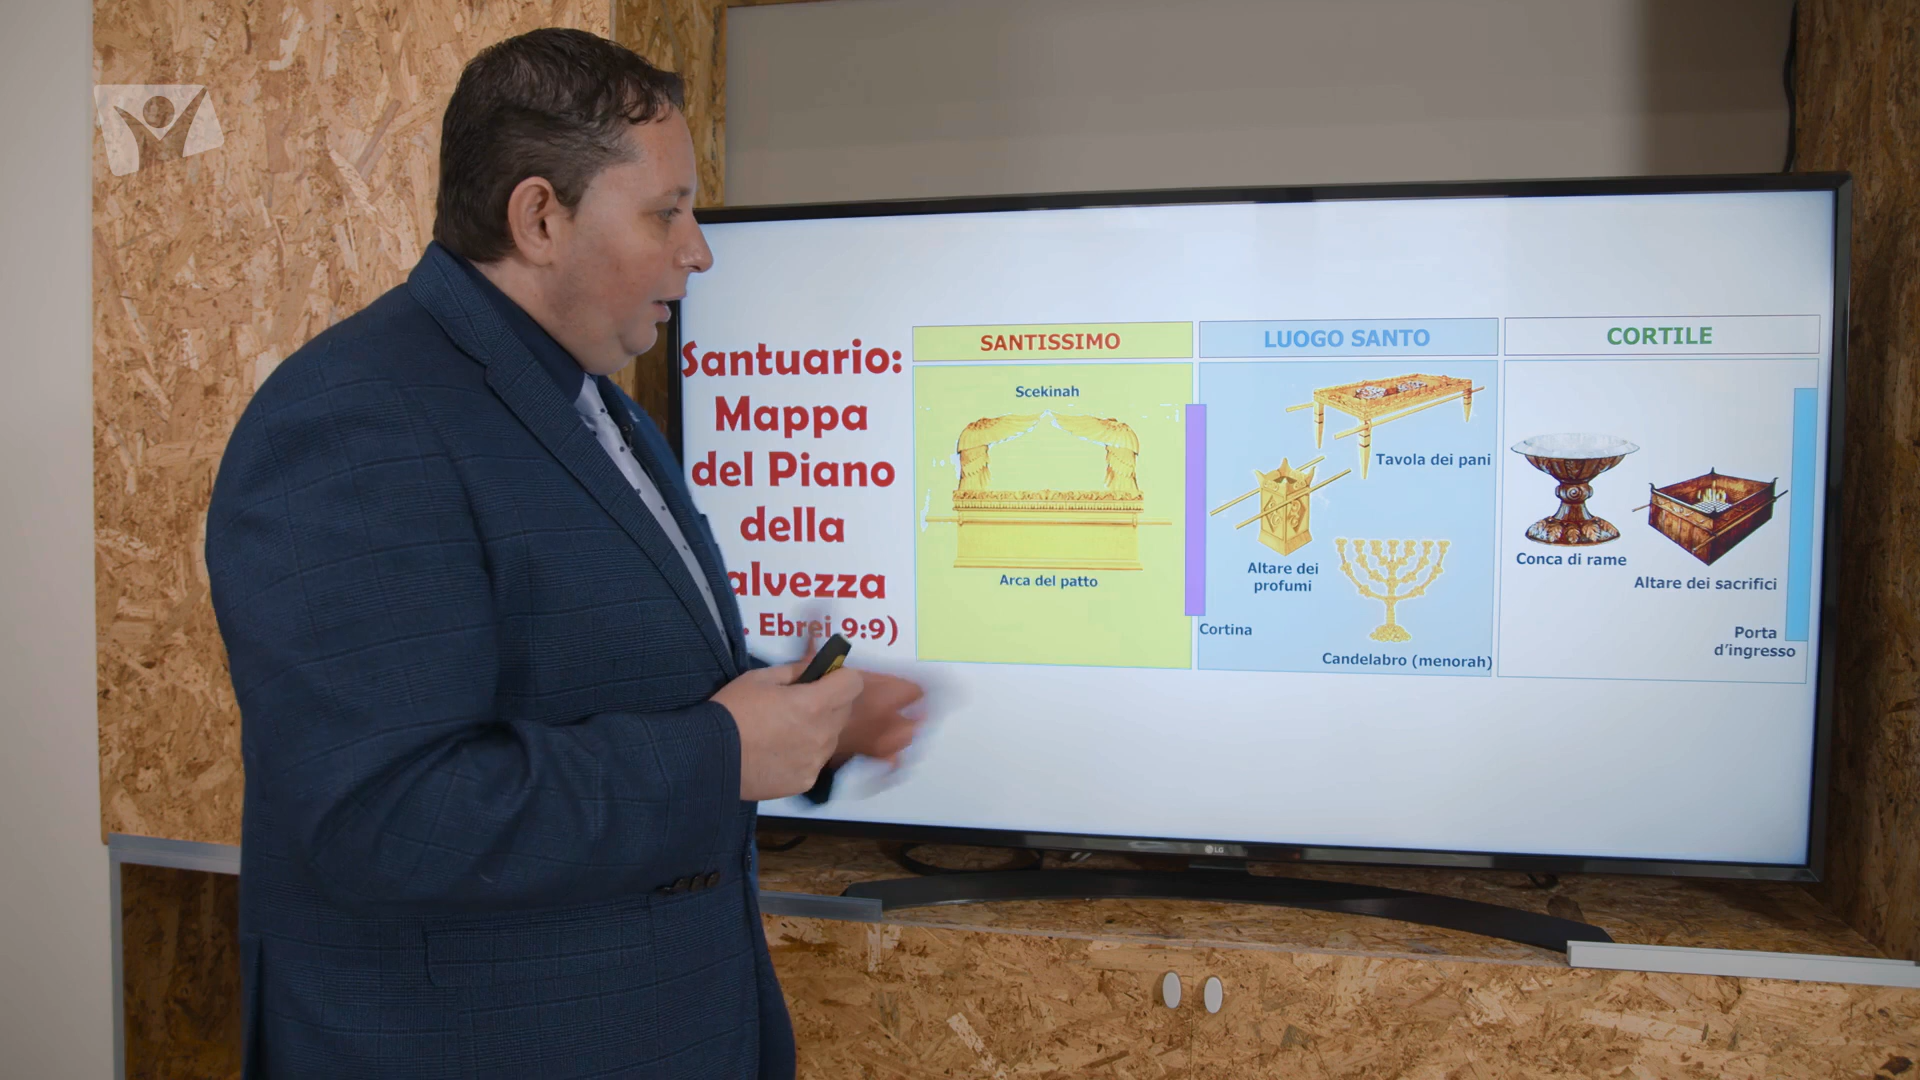 Santuario:
Mappa
del Piano
della
alvezza
. Ebrei 9:9)
SANTISSIMO
Scekinah
Arca del patto
LUOGO SANTO
Tavola dei pani
Altare dei
profumi
Cortina
Candelabro (menorah)
CORTILE
Conca di rame
Altare dei sacrifici
Porta
d'ingresso
LG